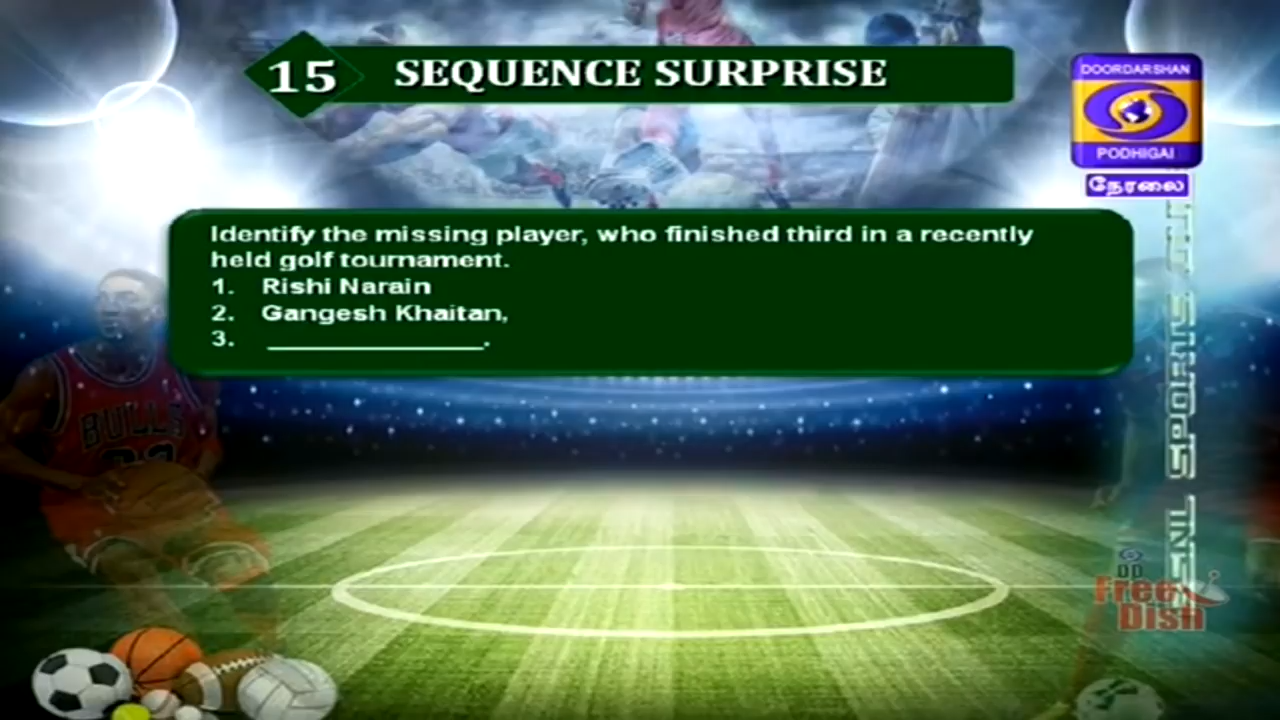 15 SEQUENCE SURPRISE
DOORDARSHAN
PODHIGAI
நேரலை
Identify the missing player, who finished third in a recently
held golf tournament.
1. Rishi Narain
2. Gangesh Khaitan,
3. _______________.
BULLS
DD
Free
Dish